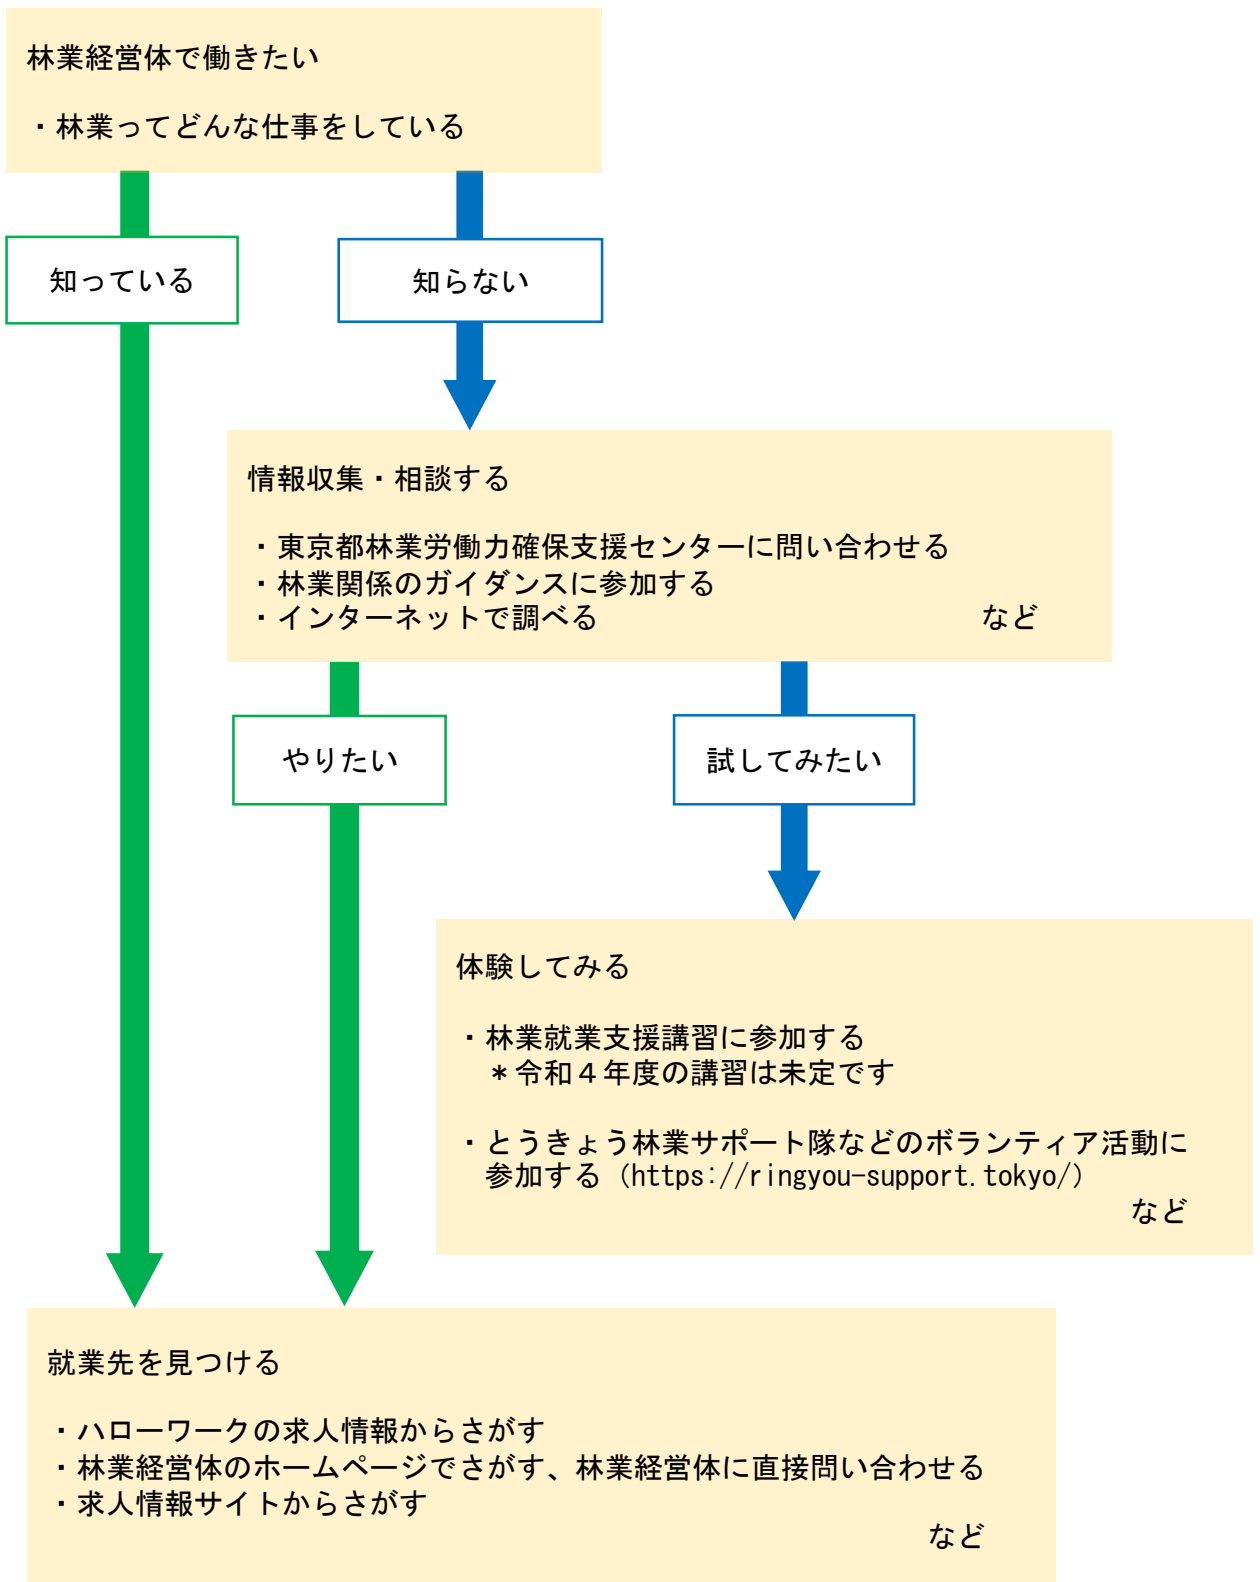 林業経営体で働きたい
・林業ってどんな仕事をしている
知っている
知らない
情報収集・相談する
・東京都林業労働力確保支援センターに問い合わせる
・林業関係のガイダンスに参加する
・インターネットで調べる　　　　　　　　　　　　　など
やりたい
試してみたい
体験してみる
・林業就業支援講習に参加する
＊令和４年度の講習は未定です
・とうきょう林業サポート隊などのボランティア活動に
参加する（https://ringyou-support.tokyo/）
など
就業先を見つける
・ハローワークの求人情報からさがす
・林業経営体のホームページでさがす、林業経営体に直接問い合わせる
・求人情報サイトからさがす
など